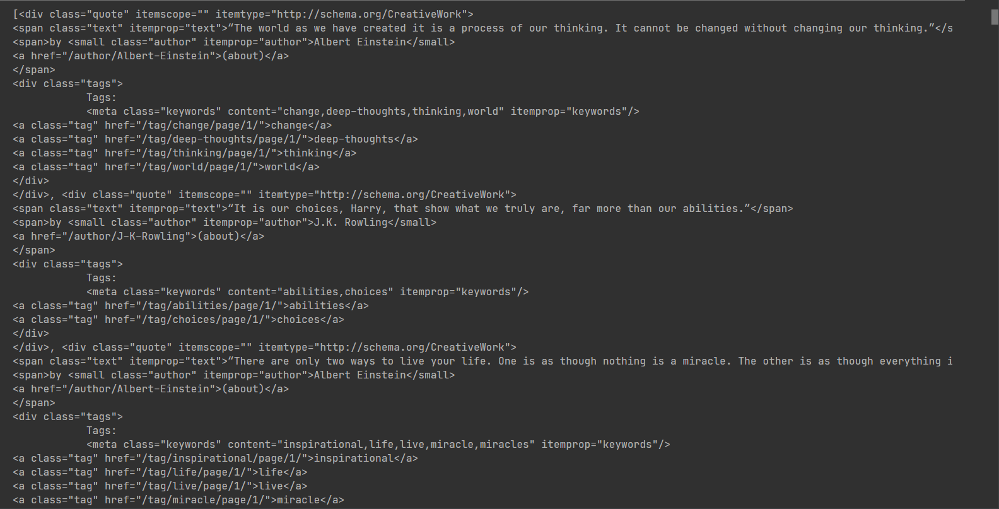 [<div class="quote" itemscope="" itemtype="http://schema.org/CreativeWork">
<span class="text" itemprop="text">“The world as we have created it is a process of our thinking. It cannot be changed without changing our thinking.”</s
<span>by <small class="author" itemprop="author">Albert Einstein</small>
<a href="/author/Albert-Einstein">(about)</a>
</span>
<div class="tags">
            Tags:
            <meta class="keywords" content="change,deep-thoughts,thinking,world" itemprop="keywords"/>
<a class="tag" href="/tag/change/page/1/">change</a>
<a class="tag" href="/tag/deep-thoughts/page/1/">deep-thoughts</a>
<a class="tag" href="/tag/thinking/page/1/">thinking</a>
<a class="tag" href="/tag/world/page/1/">world</a>
</div>
</div>, <div class="quote" itemscope="" itemtype="http://schema.org/CreativeWork">
<span class="text" itemprop="text">“It is our choices, Harry, that show what we truly are, far more than our abilities.”</span>
<span>by <small class="author" itemprop="author">J.K. Rowling</small>
<a href="/author/J-K-Rowling">(about)</a>
</span>
<div class="tags">
            Tags:
            <meta class="keywords" content="abilities,choices" itemprop="keywords"/>
<a class="tag" href="/tag/abilities/page/1/">abilities</a>
<a class="tag" href="/tag/choices/page/1/">choices</a>
</div>
</div>, <div class="quote" itemscope="" itemtype="http://schema.org/CreativeWork">
<span class="text" itemprop="text">“There are only two ways to live your life. One is as though nothing is a miracle. The other is as though everything i
<span>by <small class="author" itemprop="author">Albert Einstein</small>
<a href="/author/Albert-Einstein">(about)</a>
</span>
<div class="tags">
            Tags:
            <meta class="keywords" content="inspirational,life,live,miracle,miracles" itemprop="keywords"/>
<a class="tag" href="/tag/inspirational/page/1/">inspirational</a>
<a class="tag" href="/tag/life/page/1/">life</a>
<a class="tag" href="/tag/live/page/1/">live</a>
<a class="tag" href="/tag/miracle/page/1/">miracle</a>